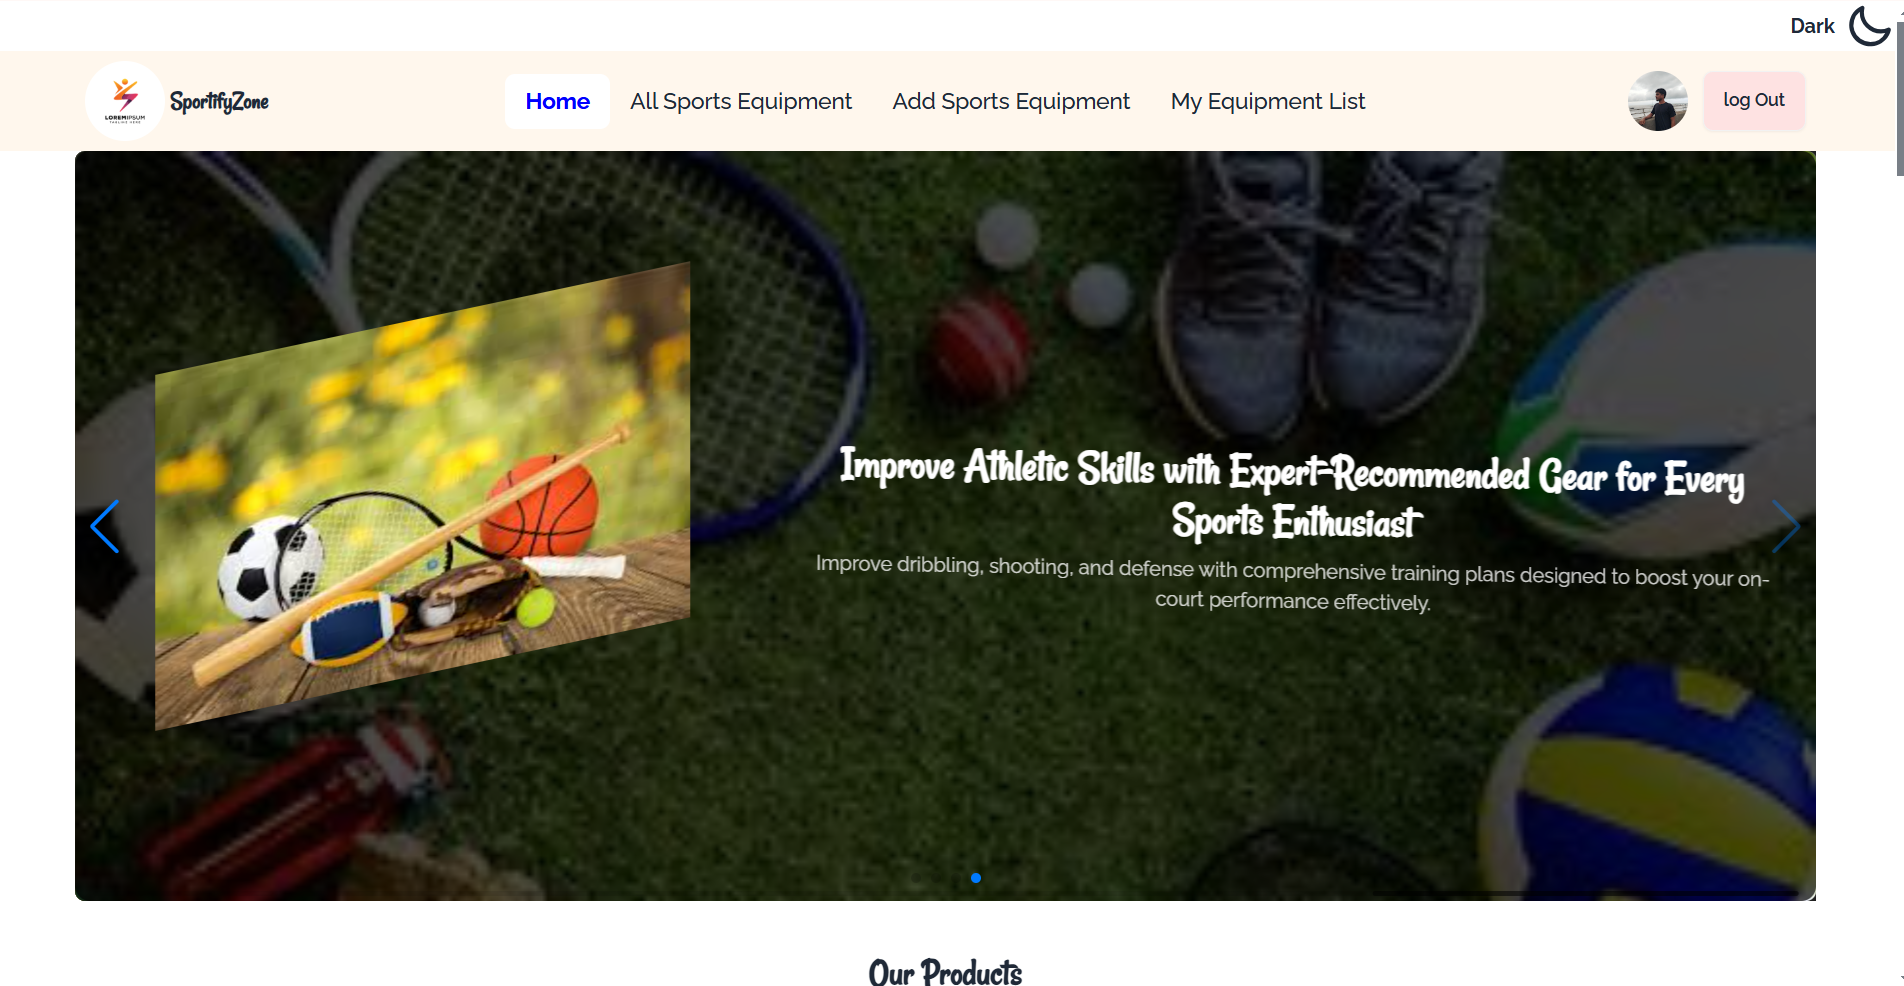 Dark
LOREMIPSUM
SportifyZone
Home
All Sports Equipment
Add Sports Equipment
My Equipment List
log Out
Improve Athletic Skills with Expert-Recommended Gear for Every
Sports Enthusiast
Improve dribbling, shooting, and defense with comprehensive training plans designed to boost your on-
court performance effectively.
Our Products